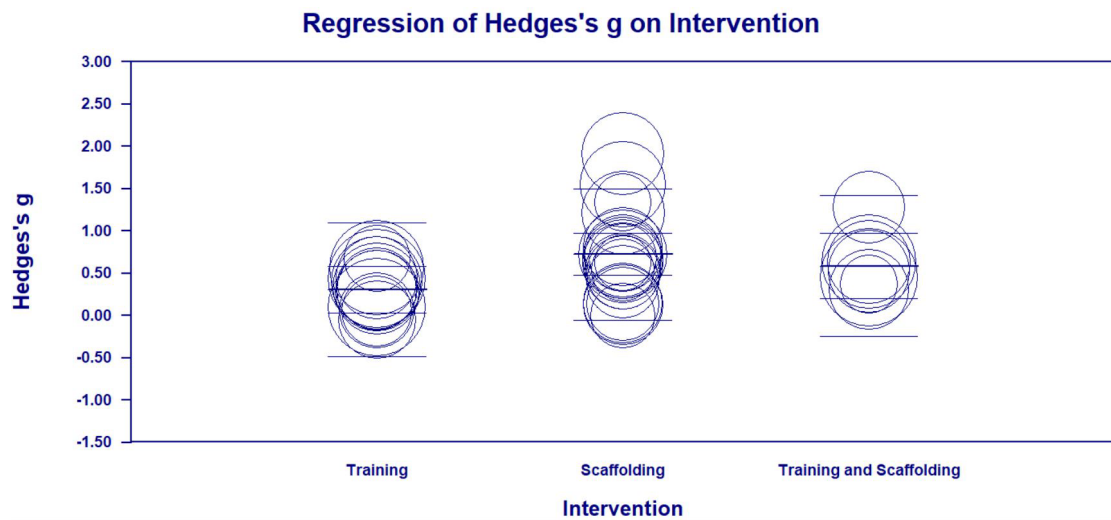 Regression of Hedges's g on Intervention
3.00
2.50
2.00
1.50
1.00
0.50
0.00
-0.50
-1.00
-1.50
Hedges's g
Training
Scaffolding
Training and Scaffolding
Intervention